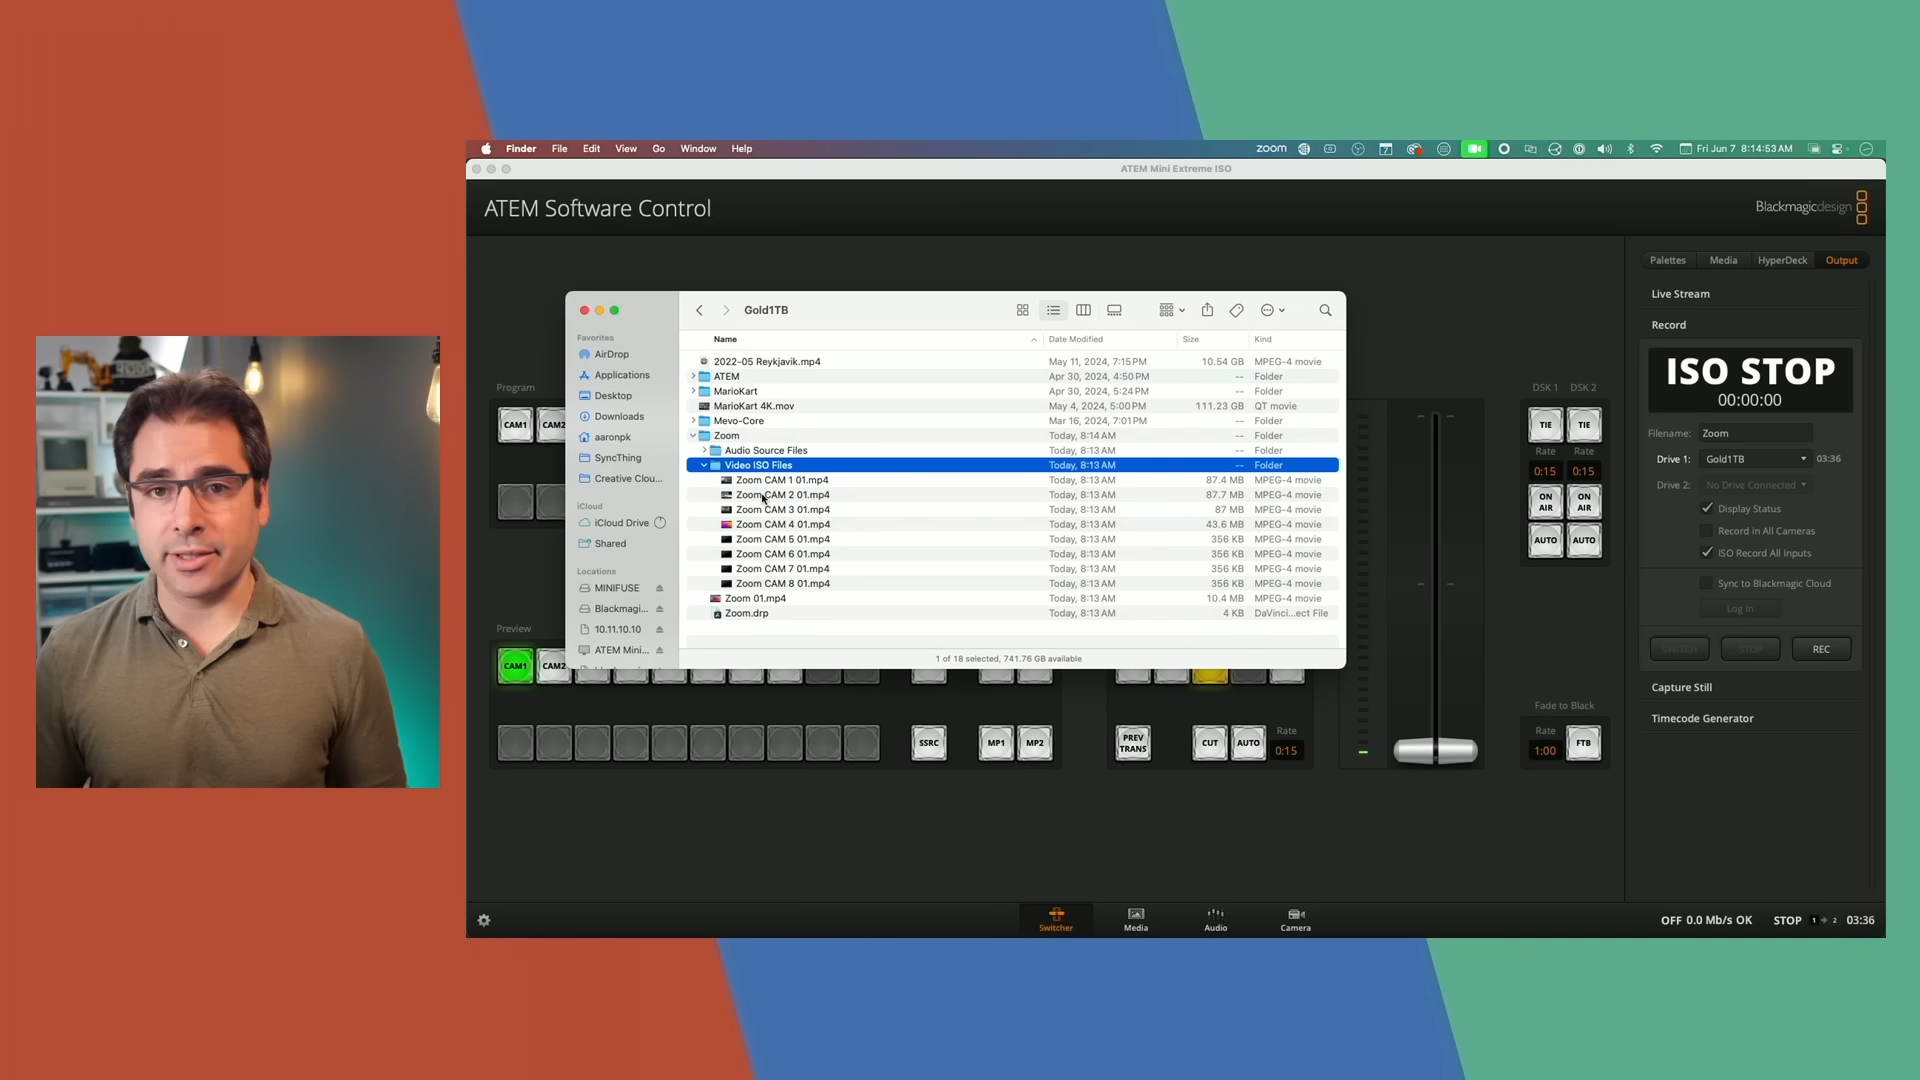 Finder File Edit View Go Window Help
zoom
Fri Jun 7 8:14:53 AM
ATEM Mini Extreme ISO
ATEM Software Control
Blackmagicdesign
Palettes Media HyperDeck Output
Live Stream
Record
ISO STOP
00:00:00
Filename: Zoom
Drive 1: Gold1TB 03:36
Drive 2: No Drive Connected
Display Status
Record in All Cameras
ISO Record All Inputs
Sync to Blackmagic Cloud
Log In
SWITCH STOP REC
Capture Still
Timecode Generator
Gold1TB
Favorites
AirDrop
Applications
Desktop
Downloads
aaronpk
SyncThing
Creative Clou...
iCloud
iCloud Drive
Shared
Locations
MINIFUSE
Blackmagi...
10.11.10.10
ATEM Mini...
Name Date Modified Size Kind
2022-05 Reykjavik.mp4 May 11, 2024, 7:15 PM 10.54 GB MPEG-4 movie
ATEM Apr 30, 2024, 4:50 PM -- Folder
MarioKart Apr 30, 2024, 5:24 PM -- Folder
MarioKart 4K.mov May 4, 2024, 5:00 PM 111.23 GB QT movie
Mevo-Core Mar 16, 2024, 7:01 PM -- Folder
Zoom Today, 8:14 AM -- Folder
Audio Source Files Today, 8:13 AM -- Folder
Video ISO Files Today, 8:13 AM -- Folder
Zoom CAM 1 01.mp4 Today, 8:13 AM 87.4 MB MPEG-4 movie
Zoom CAM 2 01.mp4 Today, 8:13 AM 87.7 MB MPEG-4 movie
Zoom CAM 3 01.mp4 Today, 8:13 AM 87 MB MPEG-4 movie
Zoom CAM 4 01.mp4 Today, 8:13 AM 43.6 MB MPEG-4 movie
Zoom CAM 5 01.mp4 Today, 8:13 AM 356 KB MPEG-4 movie
Zoom CAM 6 01.mp4 Today, 8:13 AM 356 KB MPEG-4 movie
Zoom CAM 7 01.mp4 Today, 8:13 AM 356 KB MPEG-4 movie
Zoom CAM 8 01.mp4 Today, 8:13 AM 356 KB MPEG-4 movie
Zoom 01.mp4 Today, 8:13 AM 10.4 MB MPEG-4 movie
Zoom.drp Today, 8:13 AM 4 KB DaVinci...ect File
1 of 18 selected, 741.76 GB available
Program
CAM1 CAM2
Preview
CAM1 CAM2
SSRC MP1 MP2
PREV TRANS CUT AUTO
Rate
0:15
DSK 1 DSK 2
TIE TIE
Rate Rate
0:15 0:15
ON AIR ON AIR
AUTO AUTO
Fade to Black
Rate
1:00 FTB
Switcher Media Audio Camera
OFF 0.0 Mb/s OK STOP 1 2 03:36